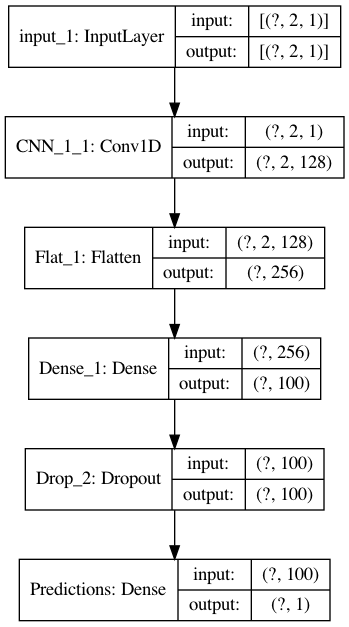 input_1: InputLayer
input: [(?, 2, 1)]
output: [(?, 2, 1)]
CNN_1_1: Conv1D
input: (?, 2, 1)
output: (?, 2, 128)
Flat_1: Flatten
input: (?, 2, 128)
output: (?, 256)
Dense_1: Dense
input: (?, 256)
output: (?, 100)
Drop_2: Dropout
input: (?, 100)
output: (?, 100)
Predictions: Dense
input: (?, 100)
output: (?, 1)